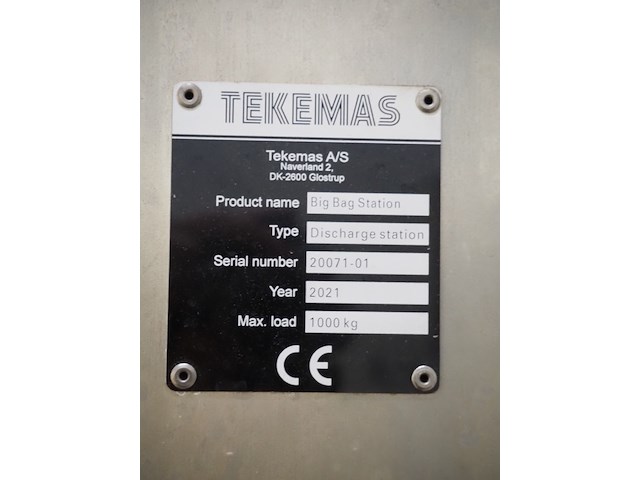 TEKEMAS
Tekemas A/S
Naverland 2,
DK-2600 Glostrup
Product name Big Bag Station
Type Discharge station
Serial number 20071-01
Year 2021
Max. load 1000 kg
CE